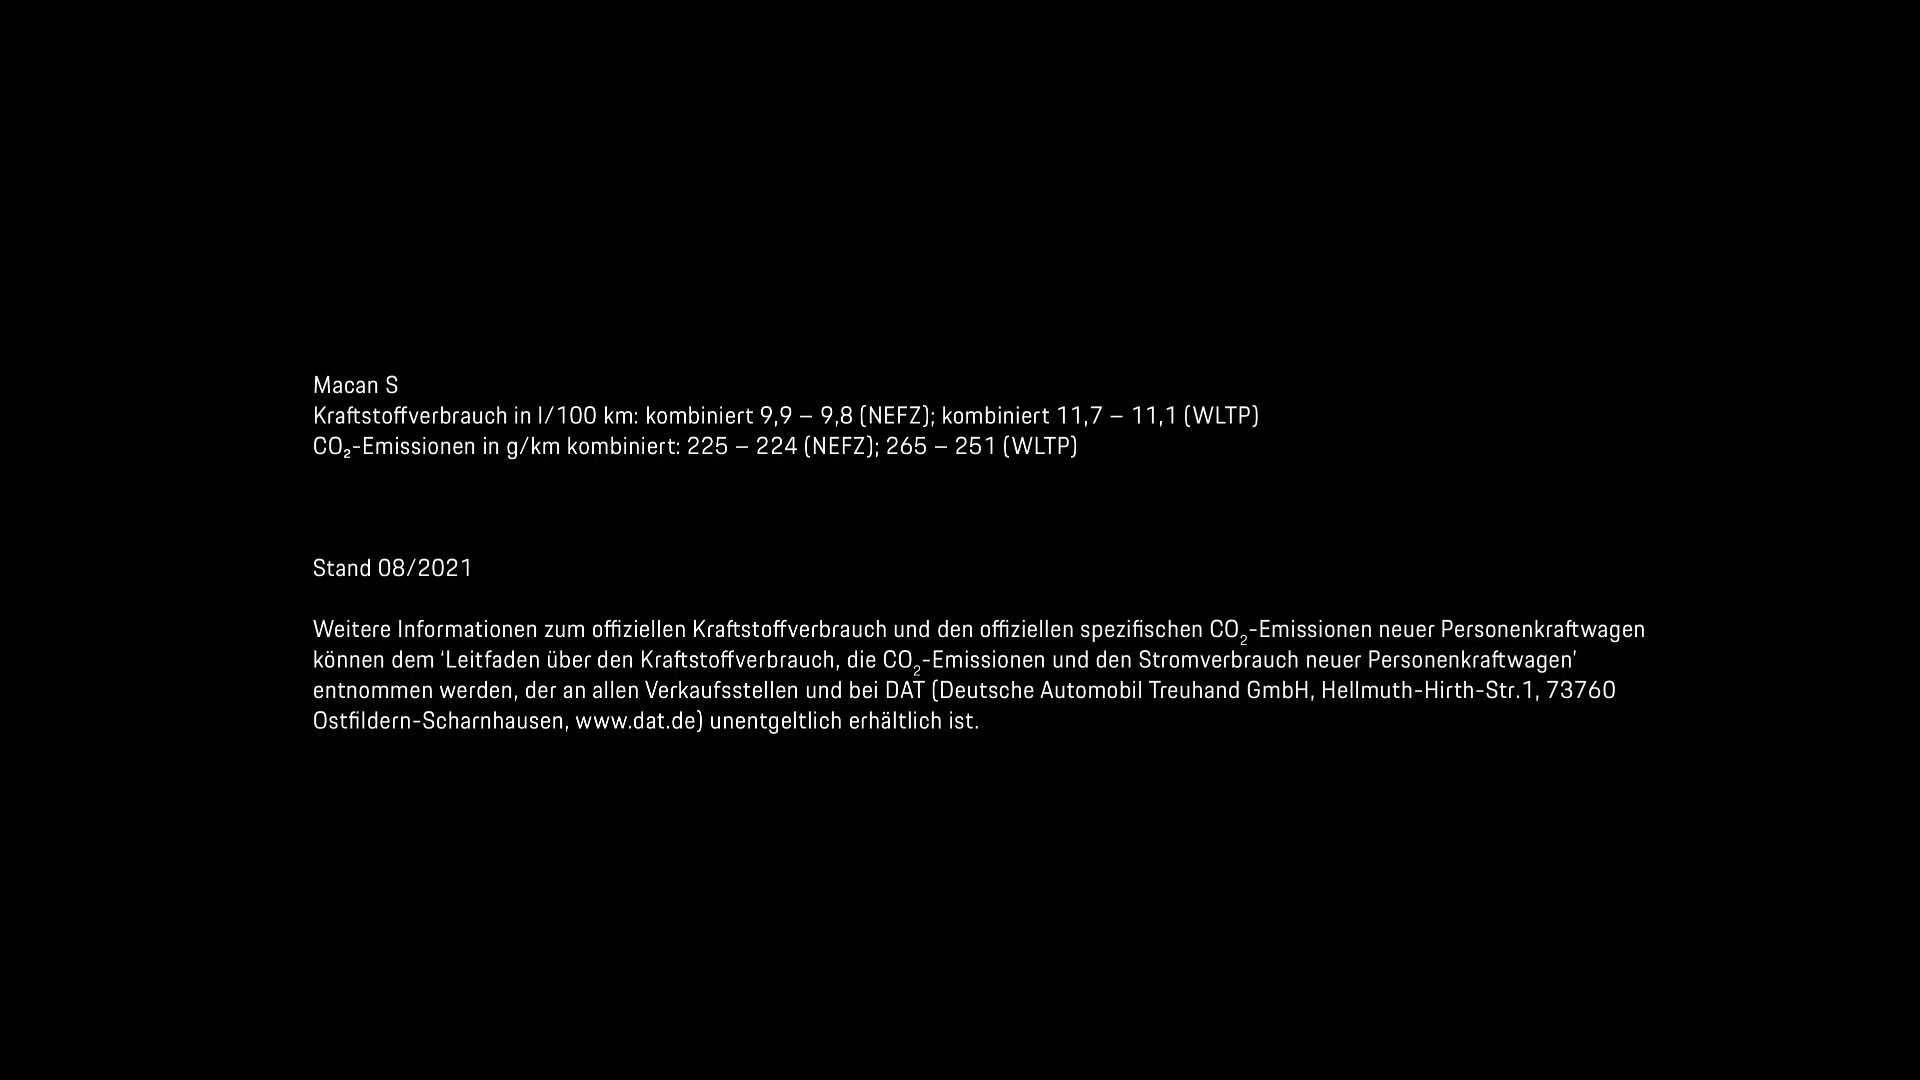 Macan S
Kraftstoffverbrauch in l/100 km: kombiniert 9,9 – 9,8 (NEFZ); kombiniert 11,7 – 11,1 (WLTP)
CO₂-Emissionen in g/km kombiniert: 225 – 224 (NEFZ); 265 – 251 (WLTP)
Stand 08/2021
Weitere Informationen zum offiziellen Kraftstoffverbrauch und den offiziellen spezifischen CO₂-Emissionen neuer Personenkraftwagen
können dem ‘Leitfaden über den Kraftstoffverbrauch, die CO₂-Emissionen und den Stromverbrauch neuer Personenkraftwagen’
entnommen werden, der an allen Verkaufsstellen und bei DAT (Deutsche Automobil Treuhand GmbH, Hellmuth-Hirth-Str.1, 73760
Ostfildern-Scharnhausen, www.dat.de) unentgeltlich erhältlich ist.